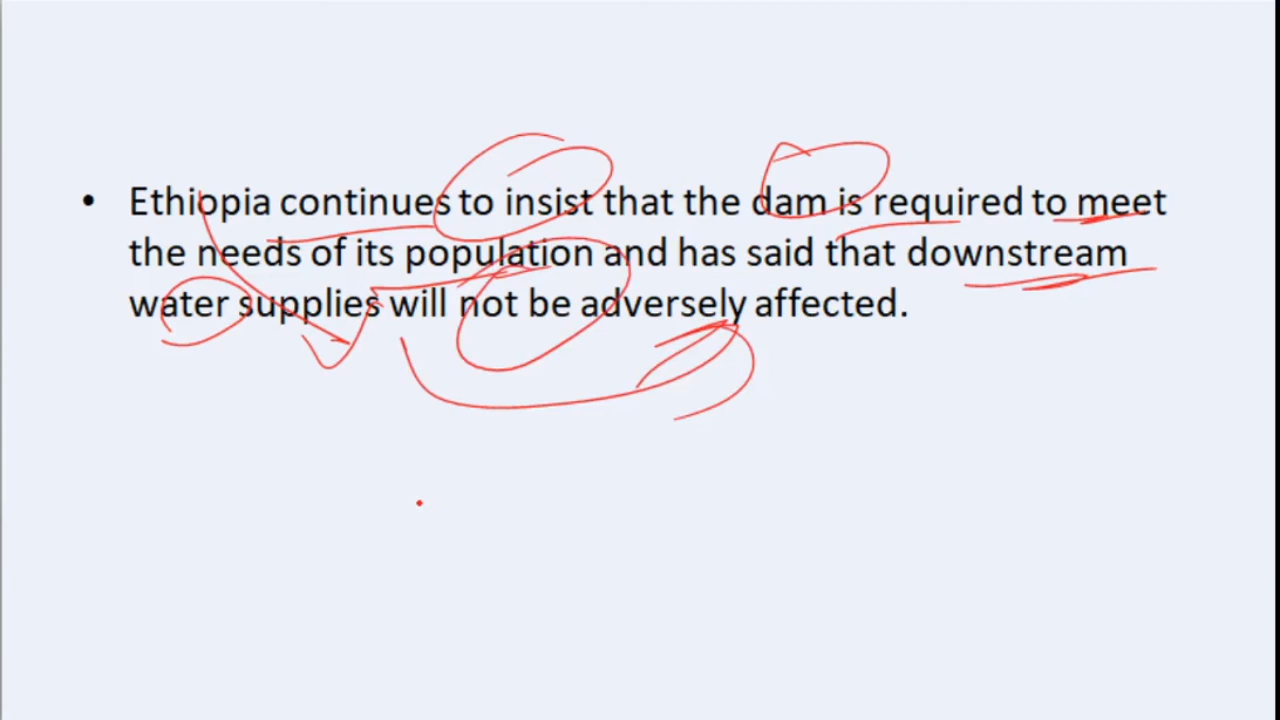 • Ethiopia continues to insist that the dam is required to meet
the needs of its population and has said that downstream
water supplies will not be adversely affected.